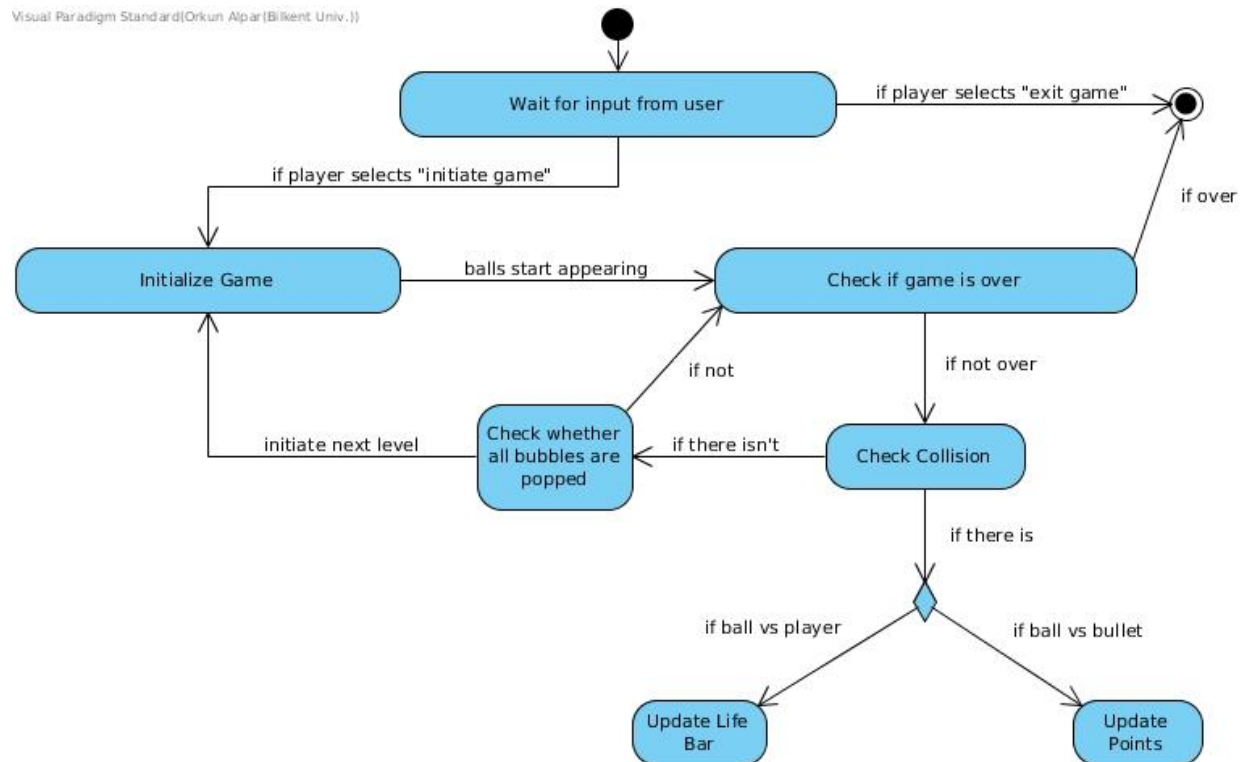 Visual Paradigm Standard(Orkun Alpar(Bilkent Univ.))
Wait for input from user
if player selects "exit game"
if player selects "initiate game"
if over
Initialize Game
balls start appearing
Check if game is over
if not
if not over
Check whether
all bubbles are
popped
initiate next level
if there isn't
Check Collision
if there is
if ball vs player
if ball vs bullet
Update Life
Bar
Update
Points